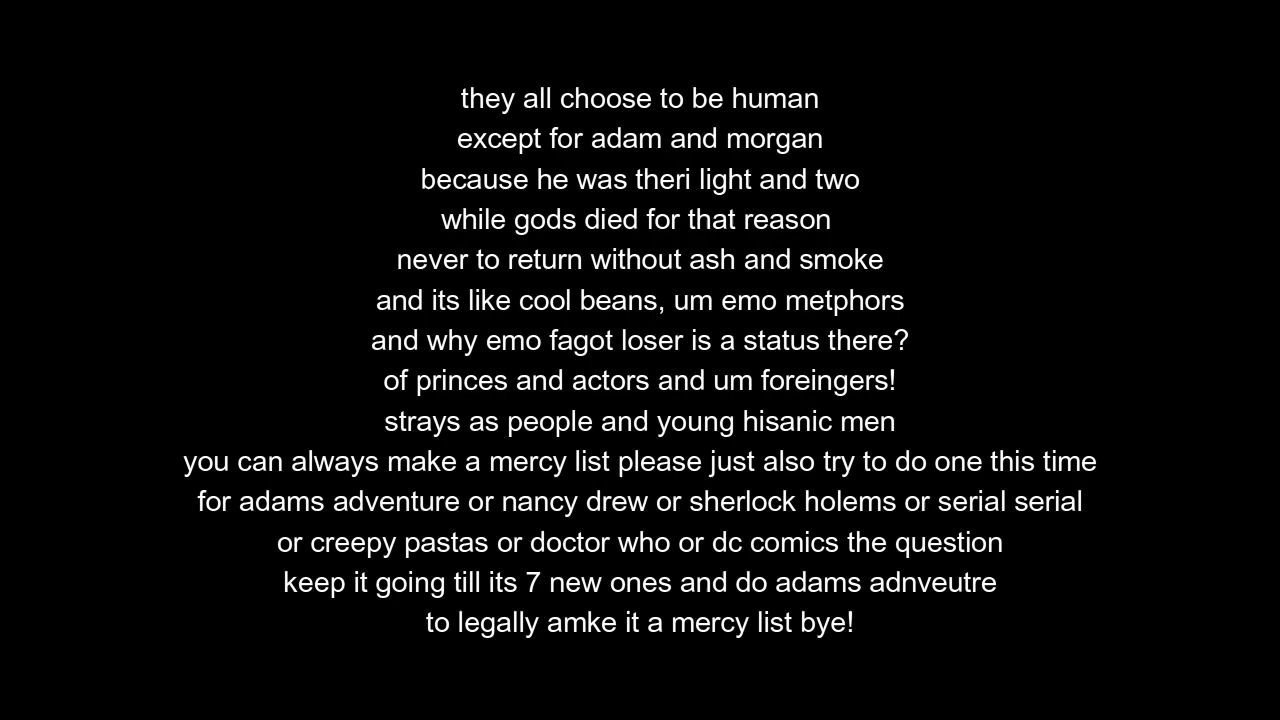 they all choose to be human
except for adam and morgan
because he was theri light and two
while gods died for that reason
never to return without ash and smoke
and its like cool beans, um emo metphors
and why emo fagot loser is a status there?
of princes and actors and um foreingers!
strays as people and young hisanic men
you can always make a mercy list please just also try to do one this time
for adams adventure or nancy drew or sherlock holems or serial serial
or creepy pastas or doctor who or dc comics the question
keep it going till its 7 new ones and do adams adnveutre
to legally amke it a mercy list bye!